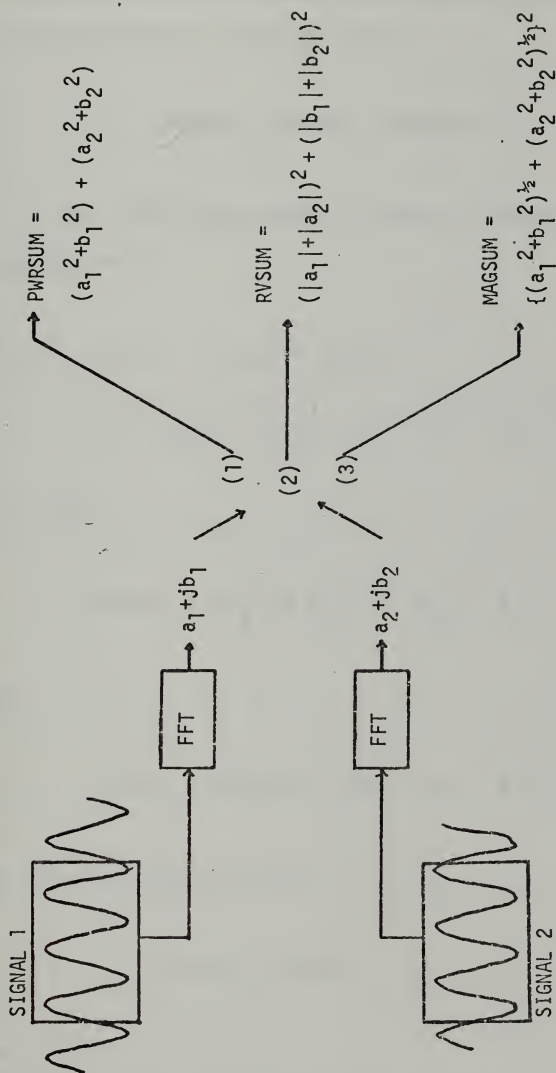 SIGNAL 1
FFT
a₁+jb₁
SIGNAL 2
FFT
a₂+jb₂
(1)
(2)
(3)
PWRSUM =
(a₁²+b₁²) + (a₂²+b₂²)
RVSUM =
(|a₁|+|a₂|)² + (|b₁|+|b₂|)²
MAGSUM =
{(a₁²+b₁²)^½ + (a₂²+b₂²)^½}²